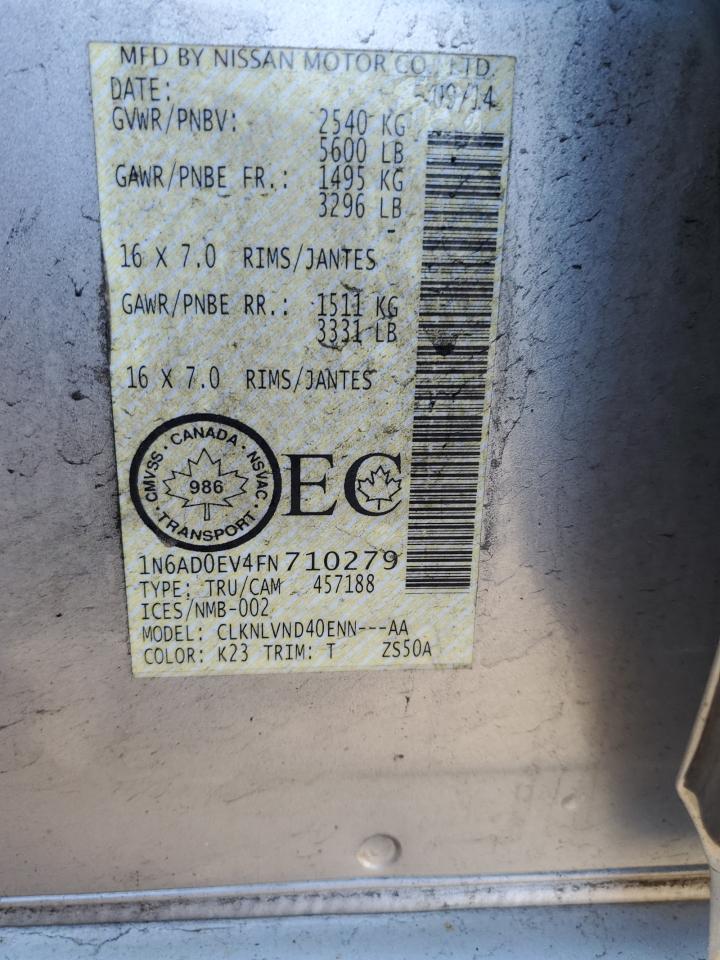 MFD BY NISSAN MOTOR CO., LTD.
DATE: 09/14
GVWR/PNBV: 2540 KG
5600 LB
GAWR/PNBE FR.: 1495 KG
3296 LB
-
16 X 7.0 RIMS/JANTES
GAWR/PNBE RR.: 1511 KG
3331 LB
16 X 7.0 RIMS/JANTES
CMVSS · CANADA · NSVAC · TRANSPORT ·
986
EC
1N6AD0EV4FN710279
TYPE: TRU/CAM 457188
ICES/NMB-002
MODEL: CLKNLVND40ENN---AA
COLOR: K23 TRIM: T ZS50A